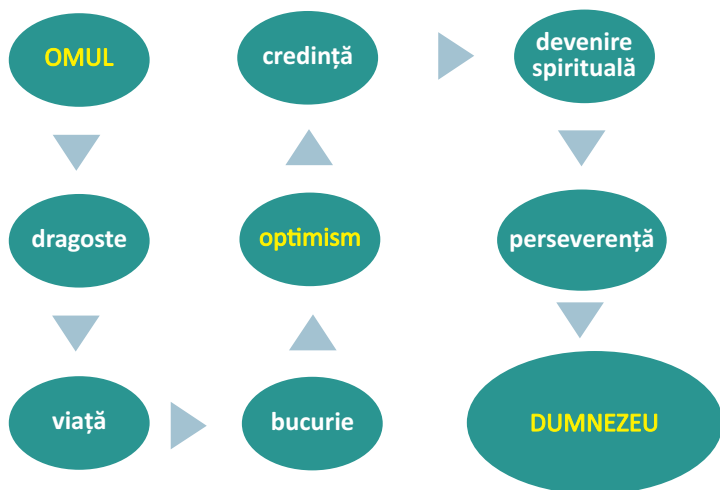 OMUL
dragoste
viață
bucurie
optimism
credință
devenire
spirituală
perseverență
DUMNEZEU